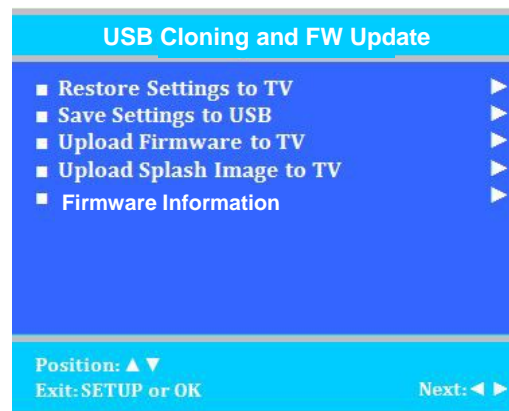 USB Cloning and FW Update
■ Restore Settings to TV ▶
■ Save Settings to USB ▶
■ Upload Firmware to TV ▶
■ Upload Splash Image to TV ▶
■ Firmware Information ▶
Position: ▲ ▼
Exit: SETUP or OK Next: ◀ ▶